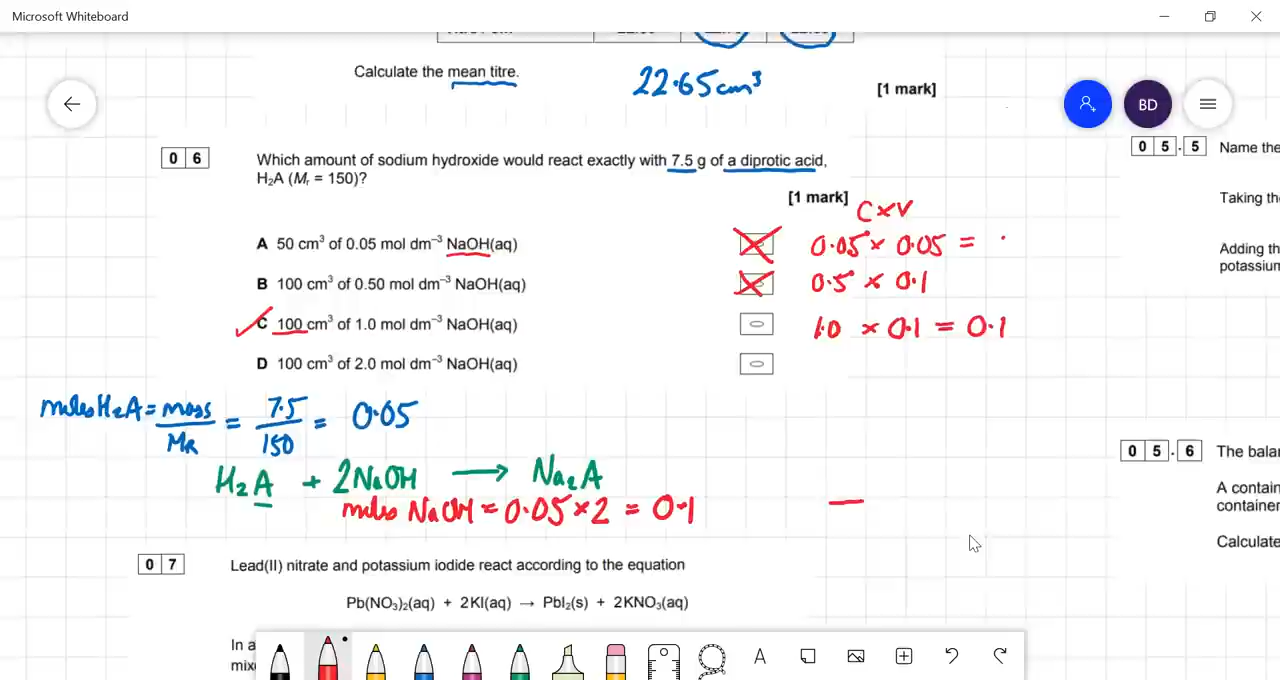 Microsoft Whiteboard
Calculate the mean titre.
22.65cm³
[1 mark]
BD
0 6
Which amount of sodium hydroxide would react exactly with 7.5 g of a diprotic acid,
H₂A (Mᵣ = 150)?
[1 mark]
C x V
A 50 cm³ of 0.05 mol dm⁻³ NaOH(aq)
0.05 x 0.05 =
B 100 cm³ of 0.50 mol dm⁻³ NaOH(aq)
0.5 x 0.1
C 100 cm³ of 1.0 mol dm⁻³ NaOH(aq)
1.0 x 0.1 = 0.1
D 100 cm³ of 2.0 mol dm⁻³ NaOH(aq)
moles H₂A = mass / MR = 7.5 / 150 = 0.05
H₂A + 2NaOH → Na₂A
moles NaOH = 0.05 x 2 = 0.1
0 7
Lead(II) nitrate and potassium iodide react according to the equation
Pb(NO₃)₂(aq) + 2KI(aq) → PbI₂(s) + 2KNO₃(aq)
In a
0 5 . 5
Name the
Taking the
Adding th
potassium
0 5 . 6
The bala
A contain
container
Calculate
A